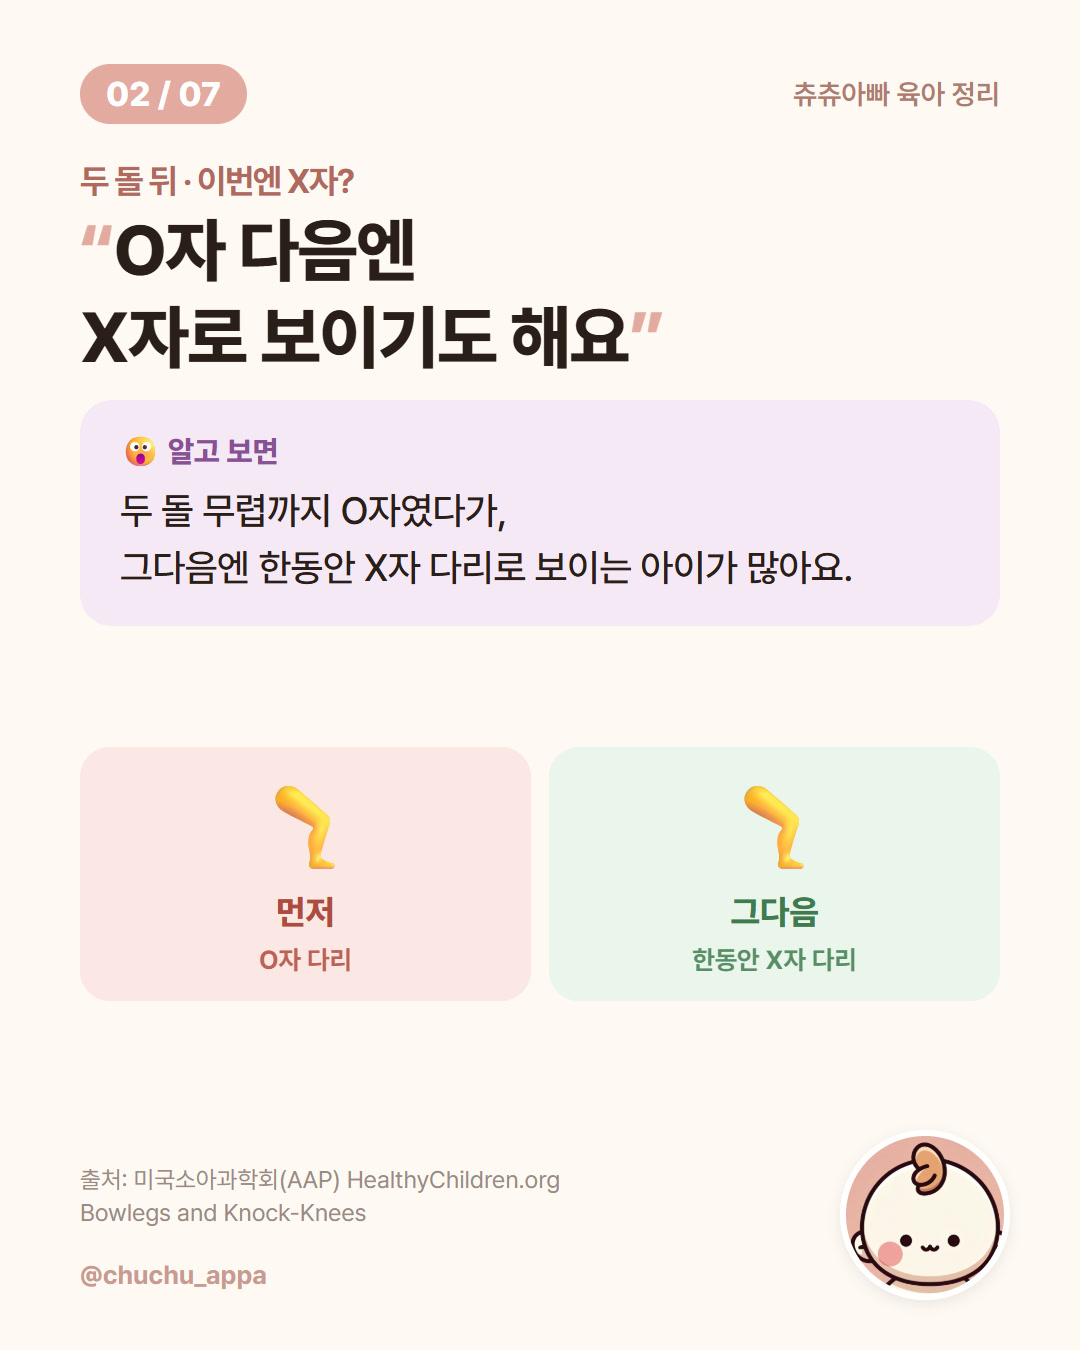 02 / 07
츄츄아빠 육아 정리
두 돌 뒤 · 이번엔 X자?
“O자 다음엔
X자로 보이기도 해요”
알고 보면
두 돌 무렵까지 O자였다가,
그다음엔 한동안 X자 다리로 보이는 아이가 많아요.
먼저
O자 다리
그다음
한동안 X자 다리
출처: 미국소아과학회(AAP) HealthyChildren.org
Bowlegs and Knock-Knees
@chuchu_appa